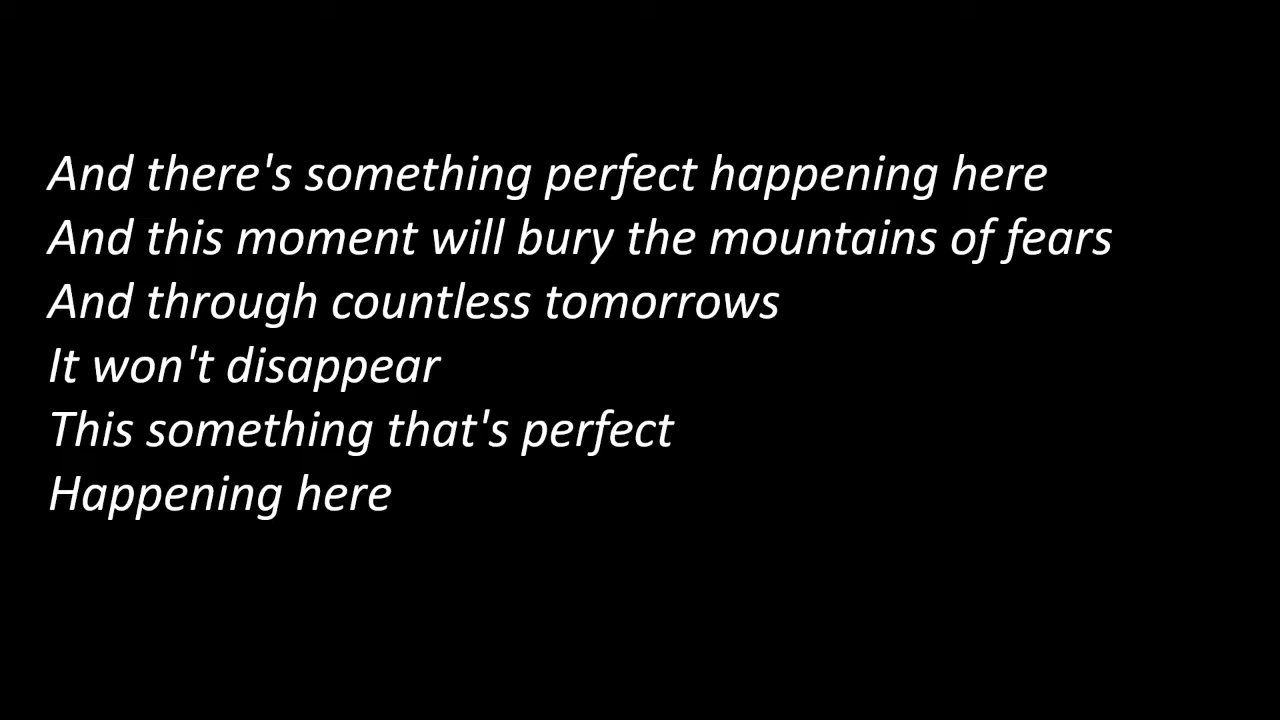 And there's something perfect happening here
And this moment will bury the mountains of fears
And through countless tomorrows
It won't disappear
This something that's perfect
Happening here